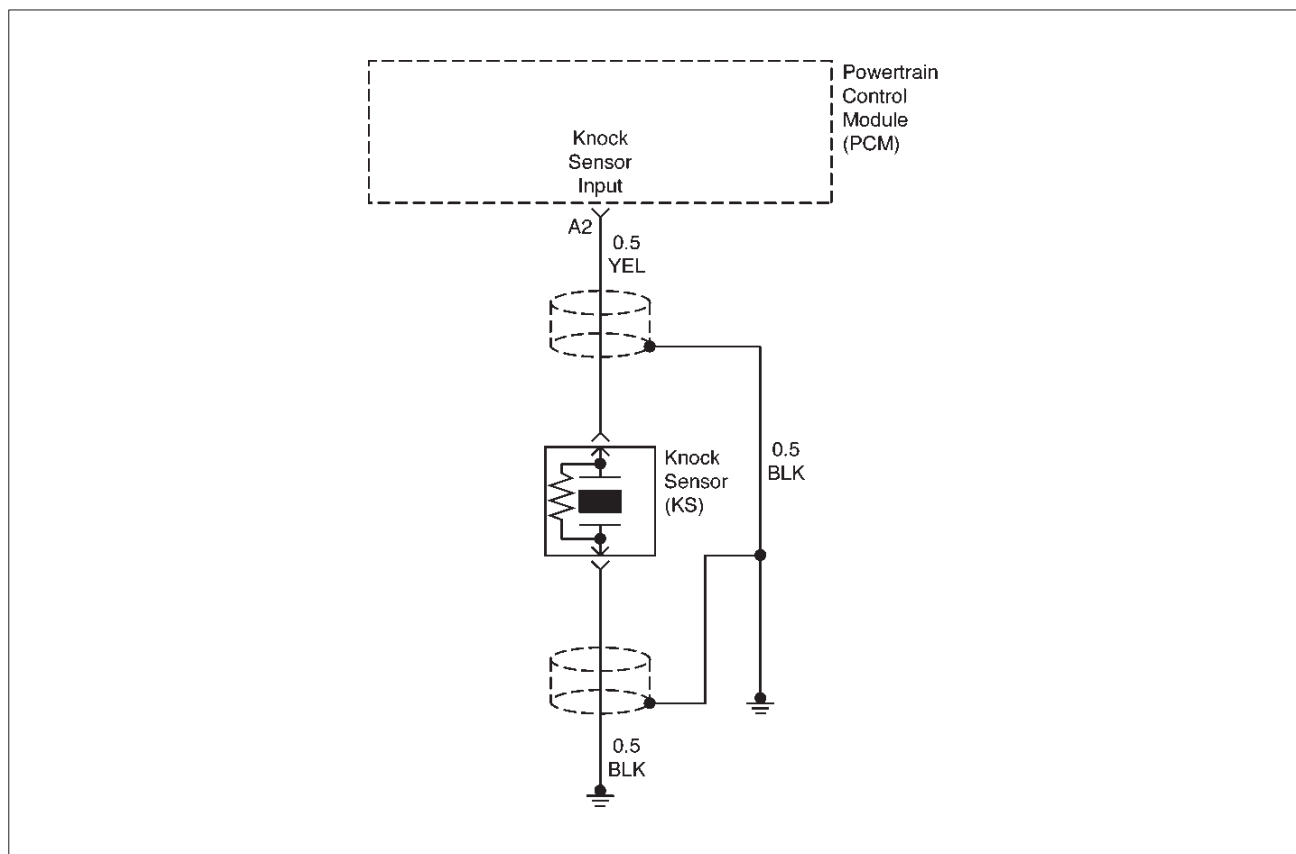 Powertrain
Control
Module
(PCM)
Knock
Sensor
Input
A2
0.5
YEL
Knock
Sensor
(KS)
0.5
BLK
0.5
BLK